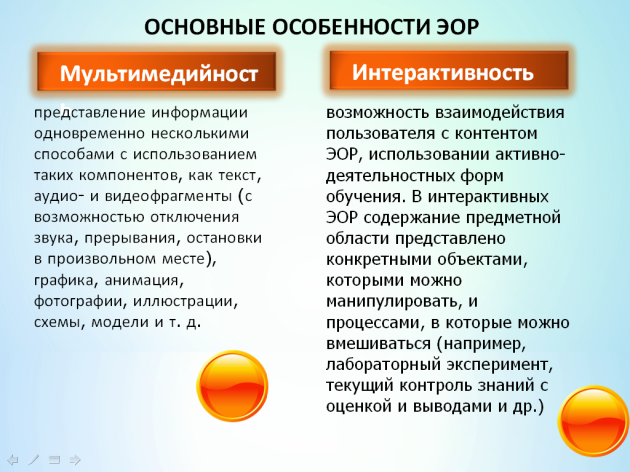 ОСНОВНЫЕ ОСОБЕННОСТИ ЭОР
Мультимедийност
представление информации
одновременно несколькими
способами с использованием
таких компонентов, как текст,
аудио- и видеофрагменты (с
возможностью отключения
звука, прерывания, остановки
в произвольном месте),
графика, анимация,
фотографии, иллюстрации,
схемы, модели и т. д.
Интерактивность
возможность взаимодействия
пользователя с контентом
ЭОР, использовании активно-
деятельностных форм
обучения. В интерактивных
ЭОР содержание предметной
области представлено
конкретными объектами,
которыми можно
манипулировать, и
процессами, в которые можно
вмешиваться (например,
лабораторный эксперимент,
текущий контроль знаний с
оценкой и выводами и др.)